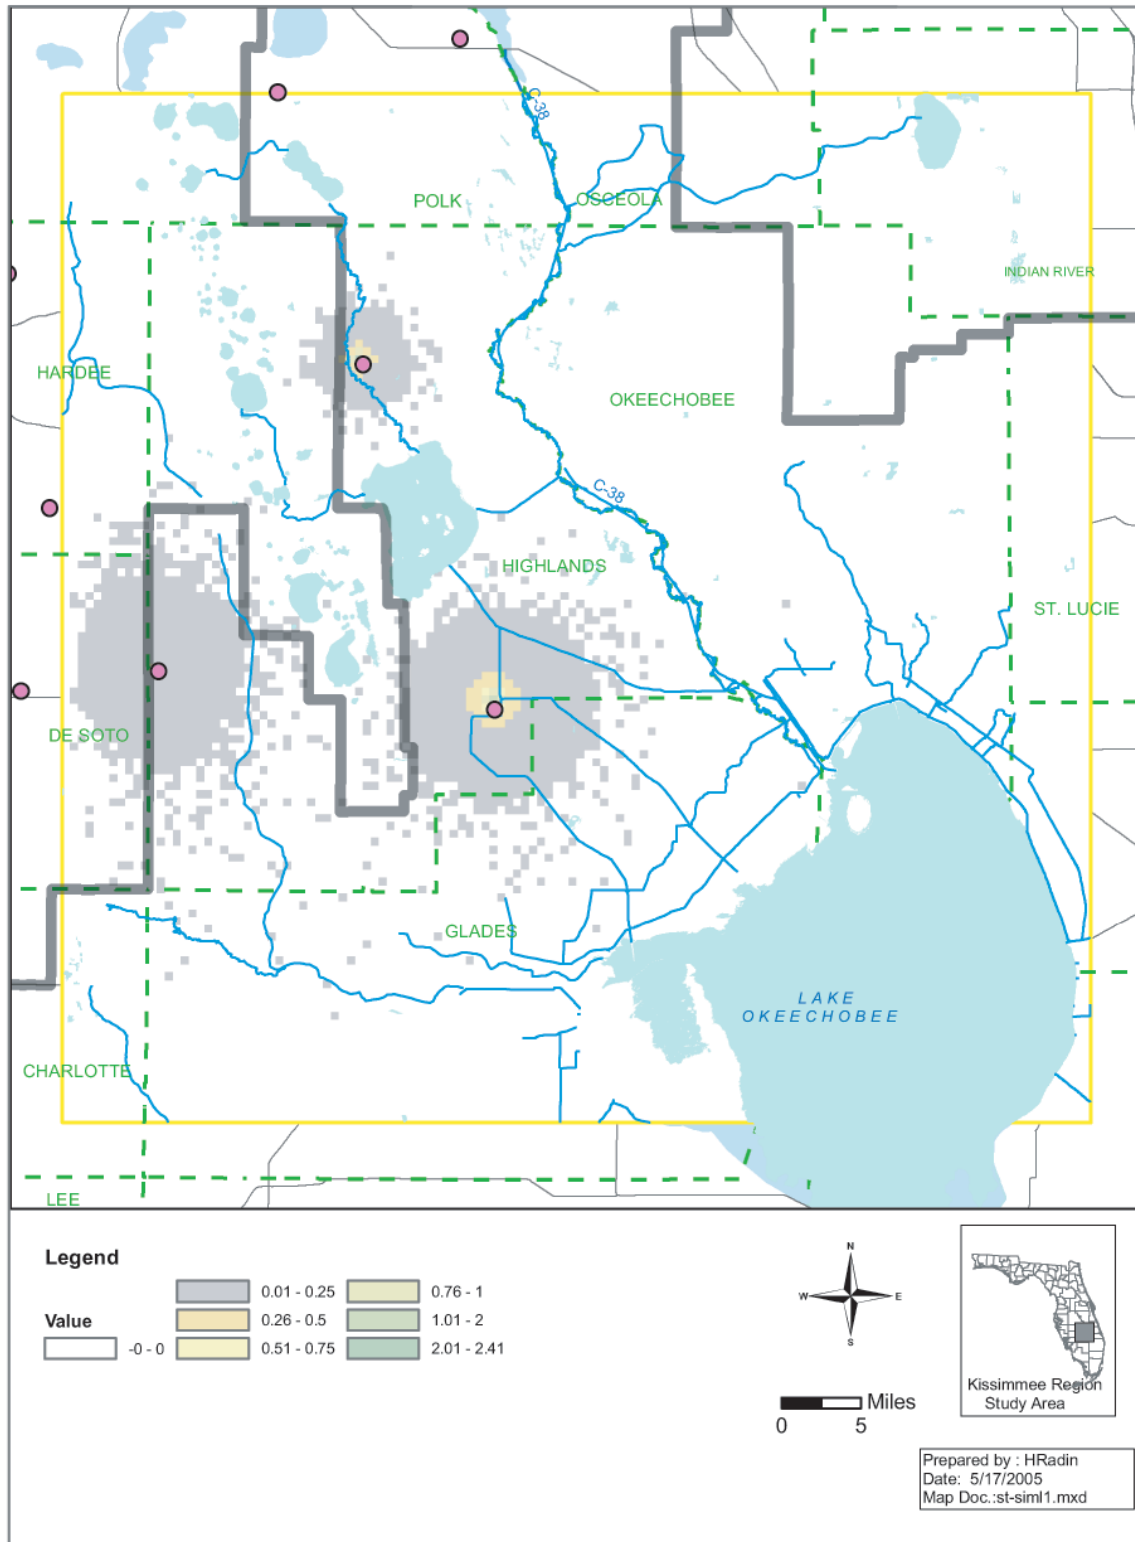 C-38
POLK
OSCEOLA
INDIAN RIVER
HARDEE
OKEECHOBEE
C-38
HIGHLANDS
ST. LUCIE
DE SOTO
GLADES
LAKE
OKEECHOBEE
CHARLOTTE
LEE
Legend
Value
-0 - 0
0.01 - 0.25
0.26 - 0.5
0.51 - 0.75
0.76 - 1
1.01 - 2
2.01 - 2.41
N
W
E
S
Miles
0 5
Kissimmee Region
Study Area
Prepared by : HRadin
Date: 5/17/2005
Map Doc.:st-siml1.mxd